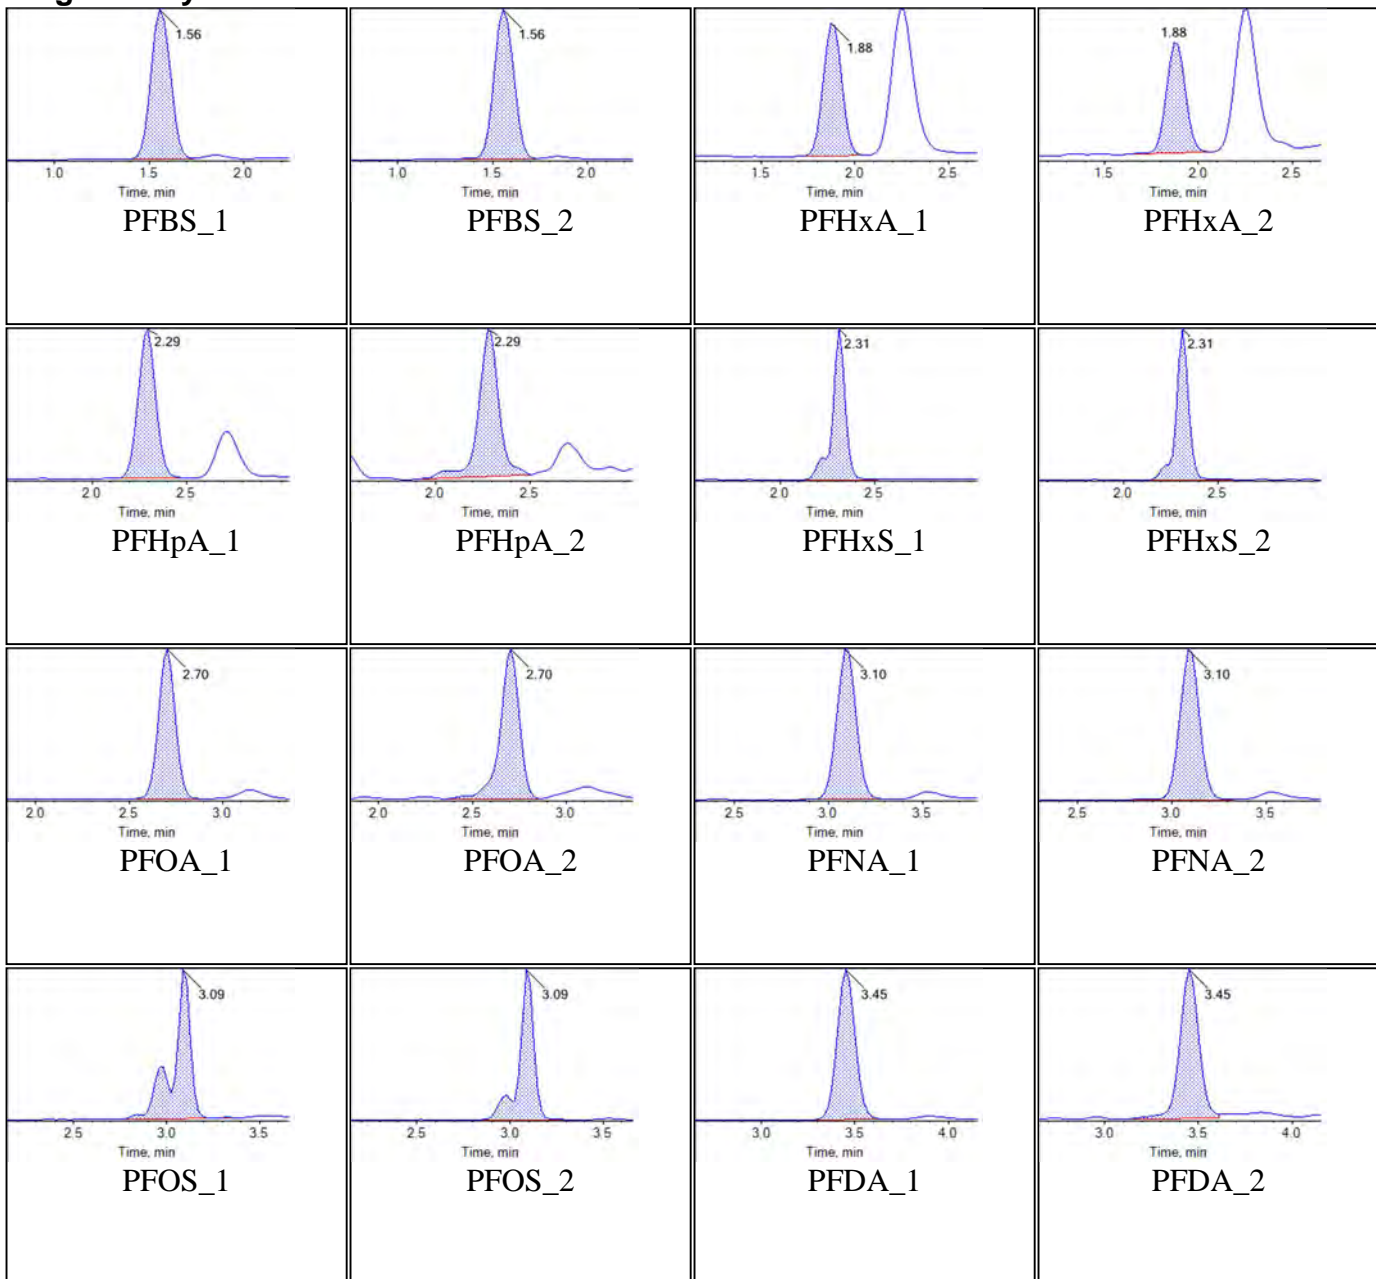 1.56 1.56 1.88 1.88
1.0 1.5 2.0 1.0 1.5 2.0 1.5 2.0 2.5 1.5 2.0 2.5
Time, min Time, min Time, min Time, min
PFBS_1 PFBS_2 PFHxA_1 PFHxA_2
2.29 2.29 2.31 2.31
2.0 2.5 2.0 2.5 2.0 2.5 2.0 2.5
Time, min Time, min Time, min Time, min
PFHpA_1 PFHpA_2 PFHxS_1 PFHxS_2
2.70 2.70 3.10 3.10
2.0 2.5 3.0 2.0 2.5 3.0 2.5 3.0 3.5 2.5 3.0 3.5
Time, min Time, min Time, min Time, min
PFOA_1 PFOA_2 PFNA_1 PFNA_2
3.09 3.09 3.45 3.45
2.5 3.0 3.5 2.5 3.0 3.5 3.0 3.5 4.0 3.0 3.5 4.0
Time, min Time, min Time, min Time, min
PFOS_1 PFOS_2 PFDA_1 PFDA_2